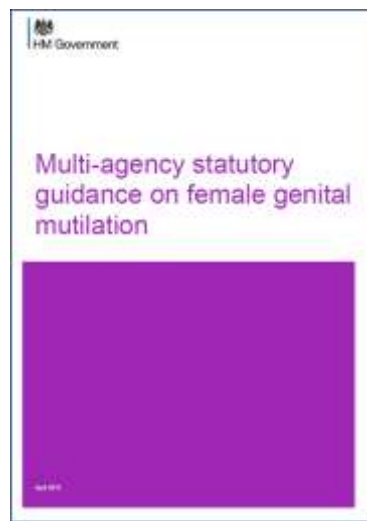 HM Government
Multi-agency statutory
guidance on female genital
mutilation